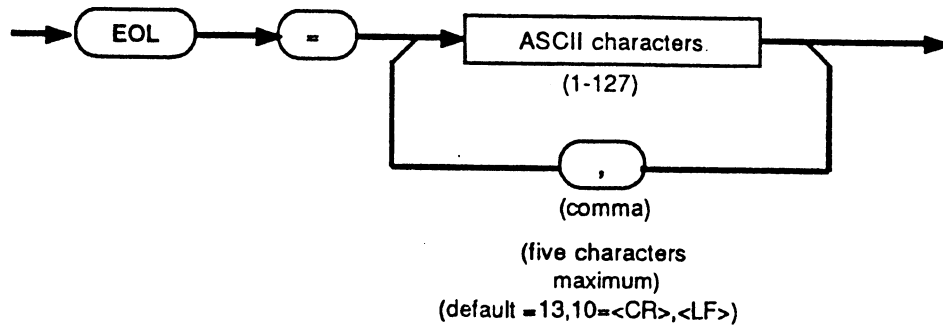 EOL = ASCII characters.
(1-127)
,
(comma)
(five characters
maximum)
(default = 13,10=<CR>,<LF>)